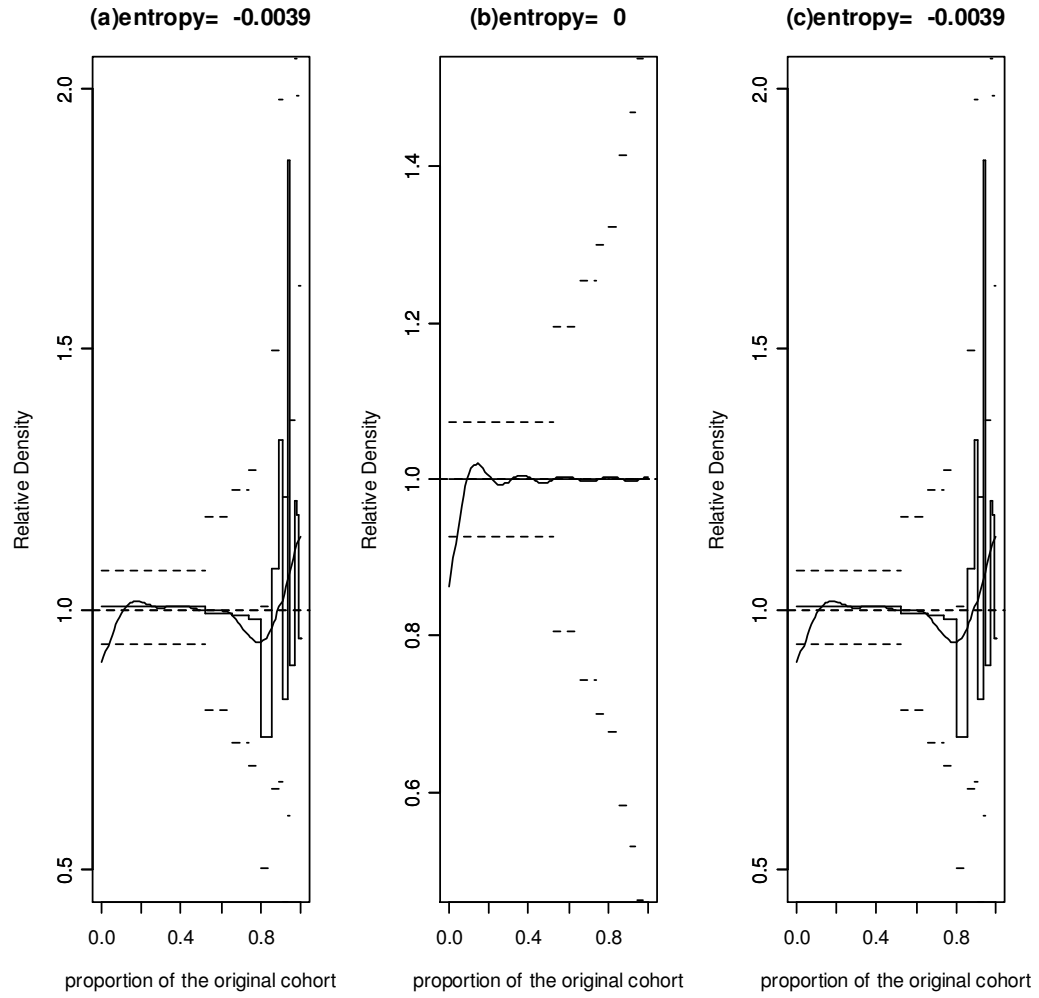 (a)entropy=  -0.0039
Relative Density
2.0
1.5
1.0
0.5
0.0 0.4 0.8
proportion of the original cohort
(b)entropy=  0
Relative Density
1.4
1.2
1.0
0.8
0.6
0.0 0.4 0.8
proportion of the original cohort
(c)entropy=  -0.0039
Relative Density
2.0
1.5
1.0
0.5
0.0 0.4 0.8
proportion of the original cohort